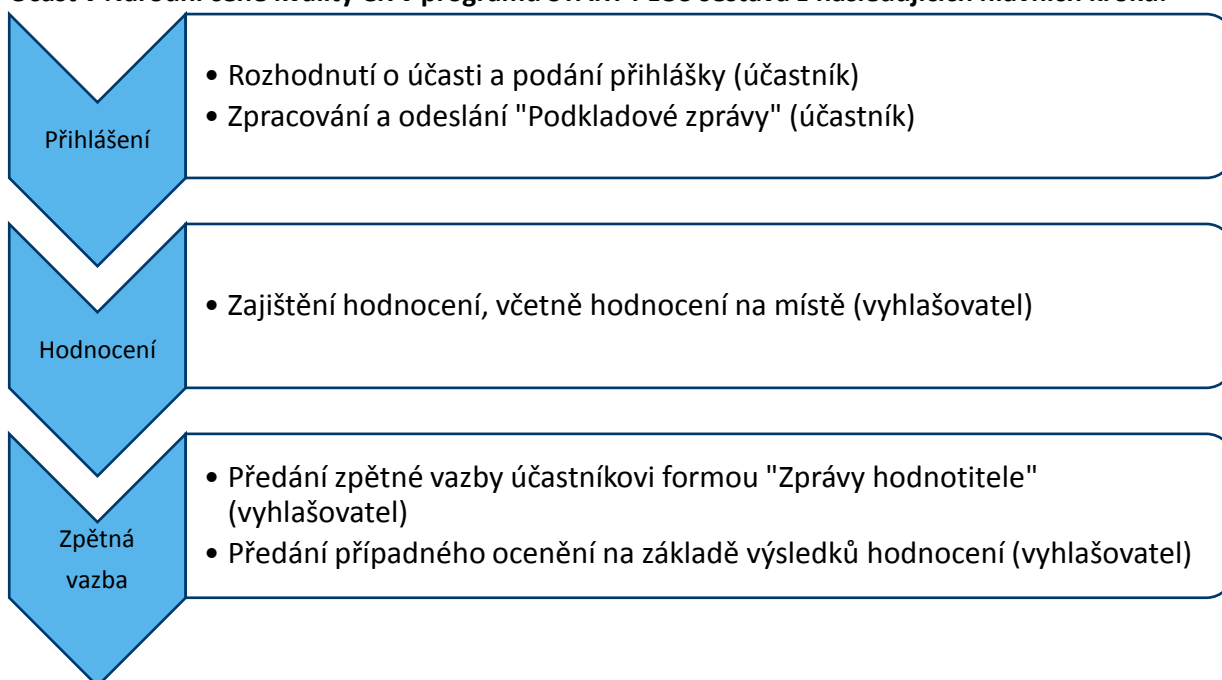 Přihlášení
• Rozhodnutí o účasti a podání přihlášky (účastník)
• Zpracování a odeslání "Podkladové zprávy" (účastník)
Hodnocení
• Zajištění hodnocení, včetně hodnocení na místě (vyhlašovatel)
Zpětná
vazba
• Předání zpětné vazby účastníkovi formou "Zprávy hodnotitele"
(vyhlašovatel)
• Předání případného ocenění na základě výsledků hodnocení (vyhlašovatel)